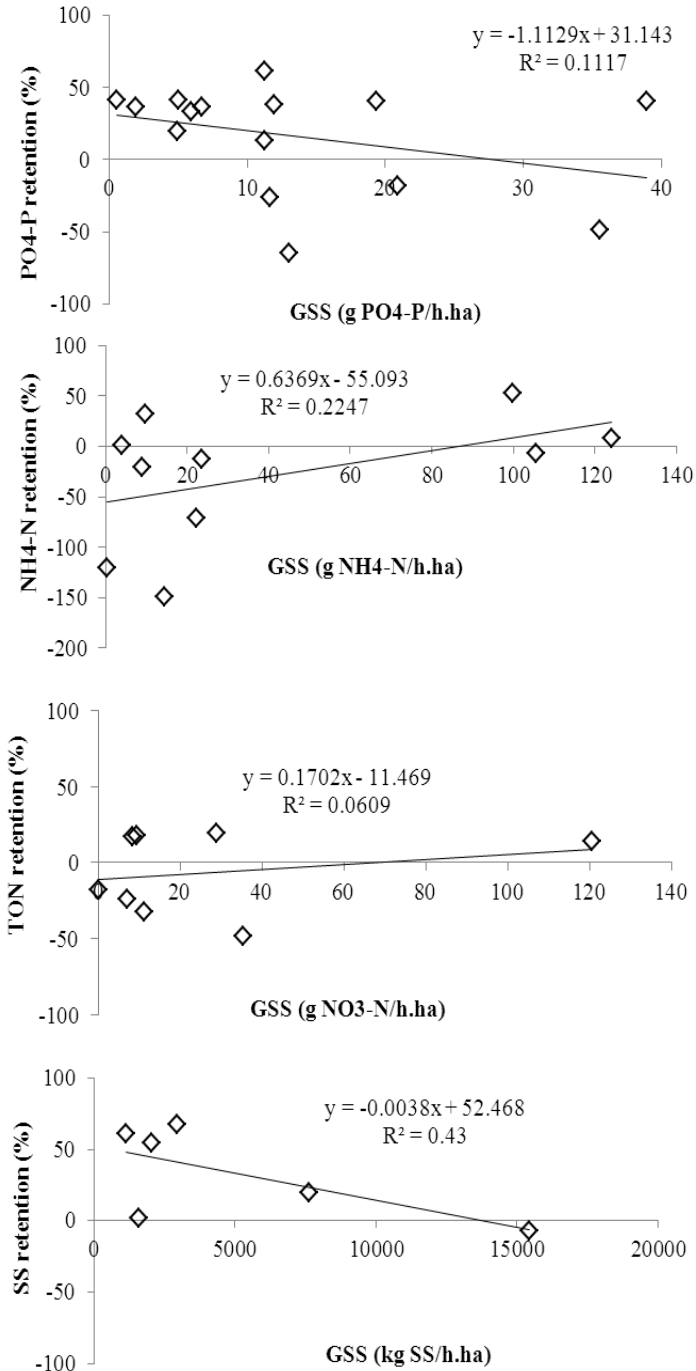 100
y = -1.1129x + 31.143
R² = 0.1117
50
0
0 10 20 30 40
-50
-100
PO4-P retention (%)
GSS (g PO4-P/h.ha)
100
y = 0.6369x - 55.093
R² = 0.2247
50
0
0 20 40 60 80 100 120 140
-50
-100
-150
-200
NH4-N retention (%)
GSS (g NH4-N/h.ha)
100
y = 0.1702x - 11.469
R² = 0.0609
50
0
0 20 40 60 80 100 120 140
-50
-100
TON retention (%)
GSS (g NO3-N/h.ha)
100
y = -0.0038x + 52.468
R² = 0.43
50
0
0 5000 10000 15000 20000
-50
-100
SS retention (%)
GSS (kg SS/h.ha)